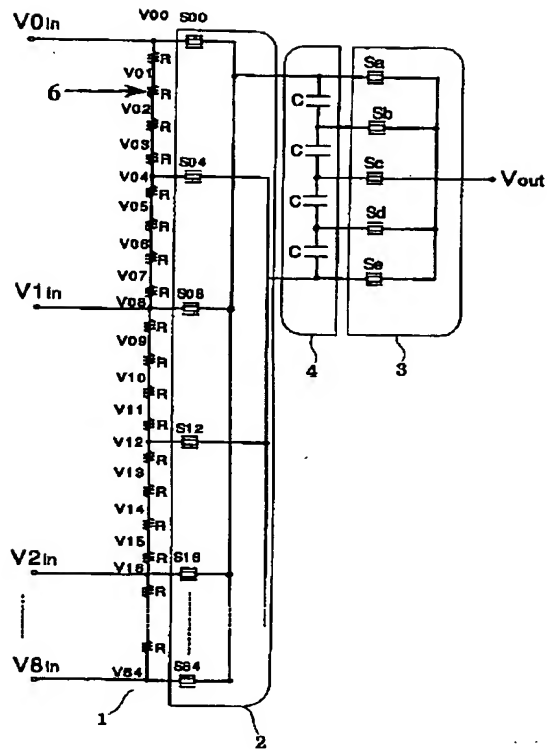 V00 S00
V0in
R
V01
6
R
V02
R
V03
R
V04 S04
R
V05
R
V06
R
V07
R
V1in
V08 S08
V09
R
R
V10
R
V11
R
V12 S12
R
V13
R
V14
R
V15
R
V2in
V16 S16
R
R
V8in
V64 S64
1
2
C
C
C
C
4
Sa
Sb
Sc
Sd
Se
3
Vout